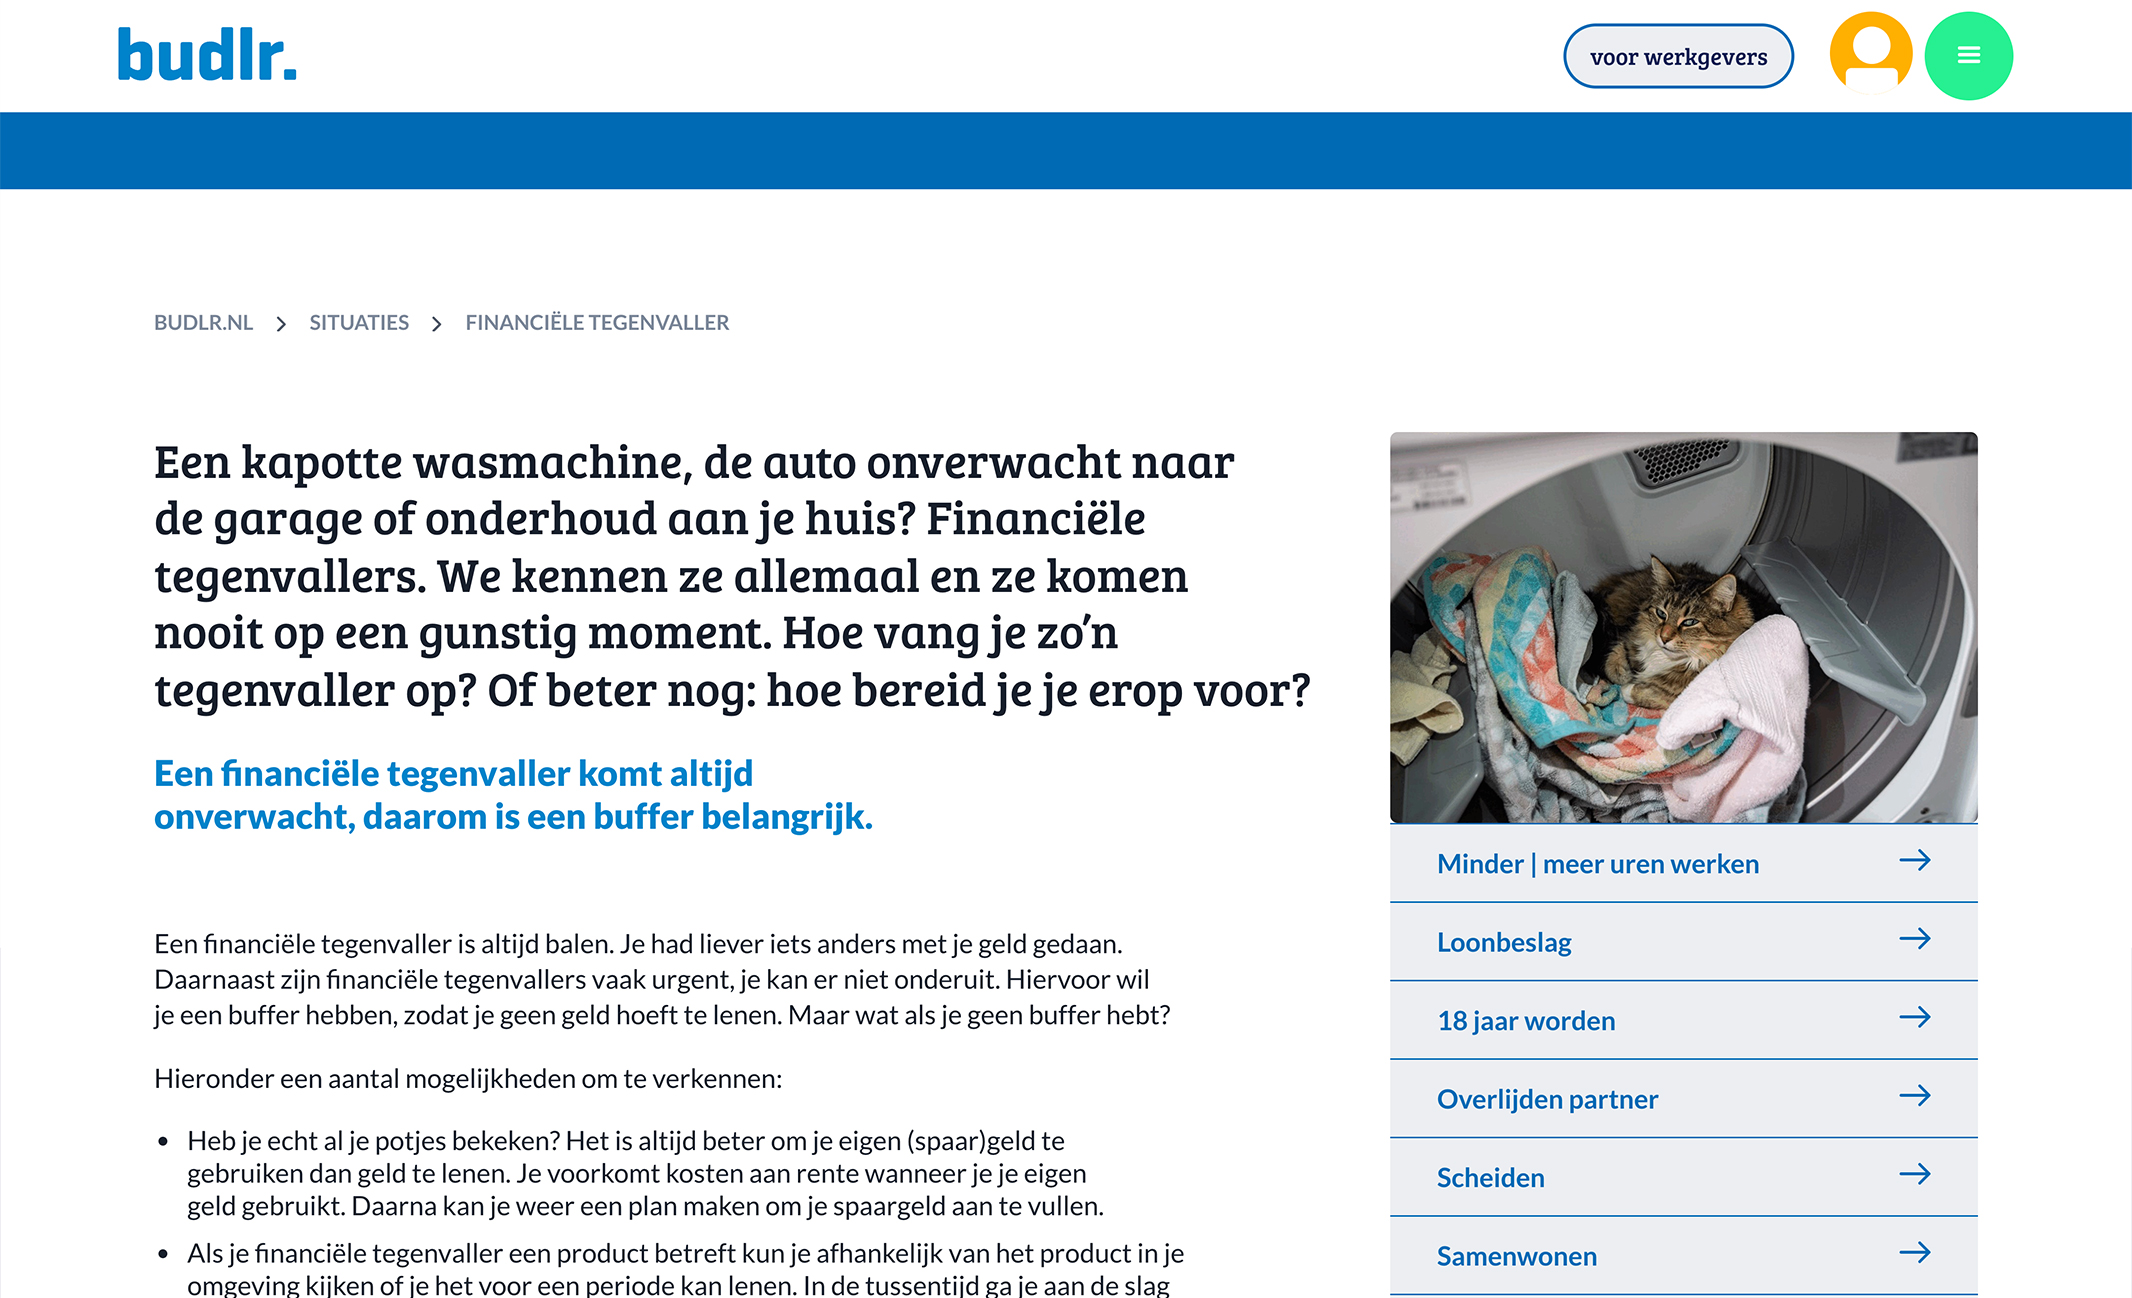 budlr.
voor werkgevers
BUDLR.NL > SITUATIES > FINANCIËLE TEGENVALLER
Een kapotte wasmachine, de auto onverwacht naar
de garage of onderhoud aan je huis? Financiële
tegenvallers. We kennen ze allemaal en ze komen
nooit op een gunstig moment. Hoe vang je zo’n
tegenvaller op? Of beter nog: hoe bereid je je erop voor?
Een financiële tegenvaller komt altijd
onverwacht, daarom is een buffer belangrijk.
Een financiële tegenvaller is altijd balen. Je had liever iets anders met je geld gedaan.
Daarnaast zijn financiële tegenvallers vaak urgent, je kan er niet onderuit. Hiervoor wil
je een buffer hebben, zodat je geen geld hoeft te lenen. Maar wat als je geen buffer hebt?
Hieronder een aantal mogelijkheden om te verkennen:
• Heb je echt al je potjes bekeken? Het is altijd beter om je eigen (spaar)geld te
gebruiken dan geld te lenen. Je voorkomt kosten aan rente wanneer je je eigen
geld gebruikt. Daarna kan je weer een plan maken om je spaargeld aan te vullen.
• Als je financiële tegenvaller een product betreft kun je afhankelijk van het product in je
omgeving kijken of je het voor een periode kan lenen. In de tussentijd ga je aan de slag
Minder | meer uren werken
Loonbeslag
18 jaar worden
Overlijden partner
Scheiden
Samenwonen